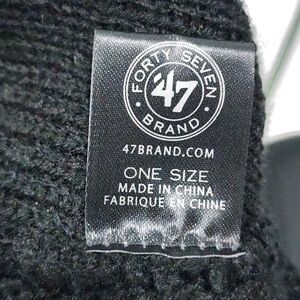 FORTY SEVEN
'47
BRAND
47BRAND.COM
ONE SIZE
MADE IN CHINA
FABRIQUE EN CHINE